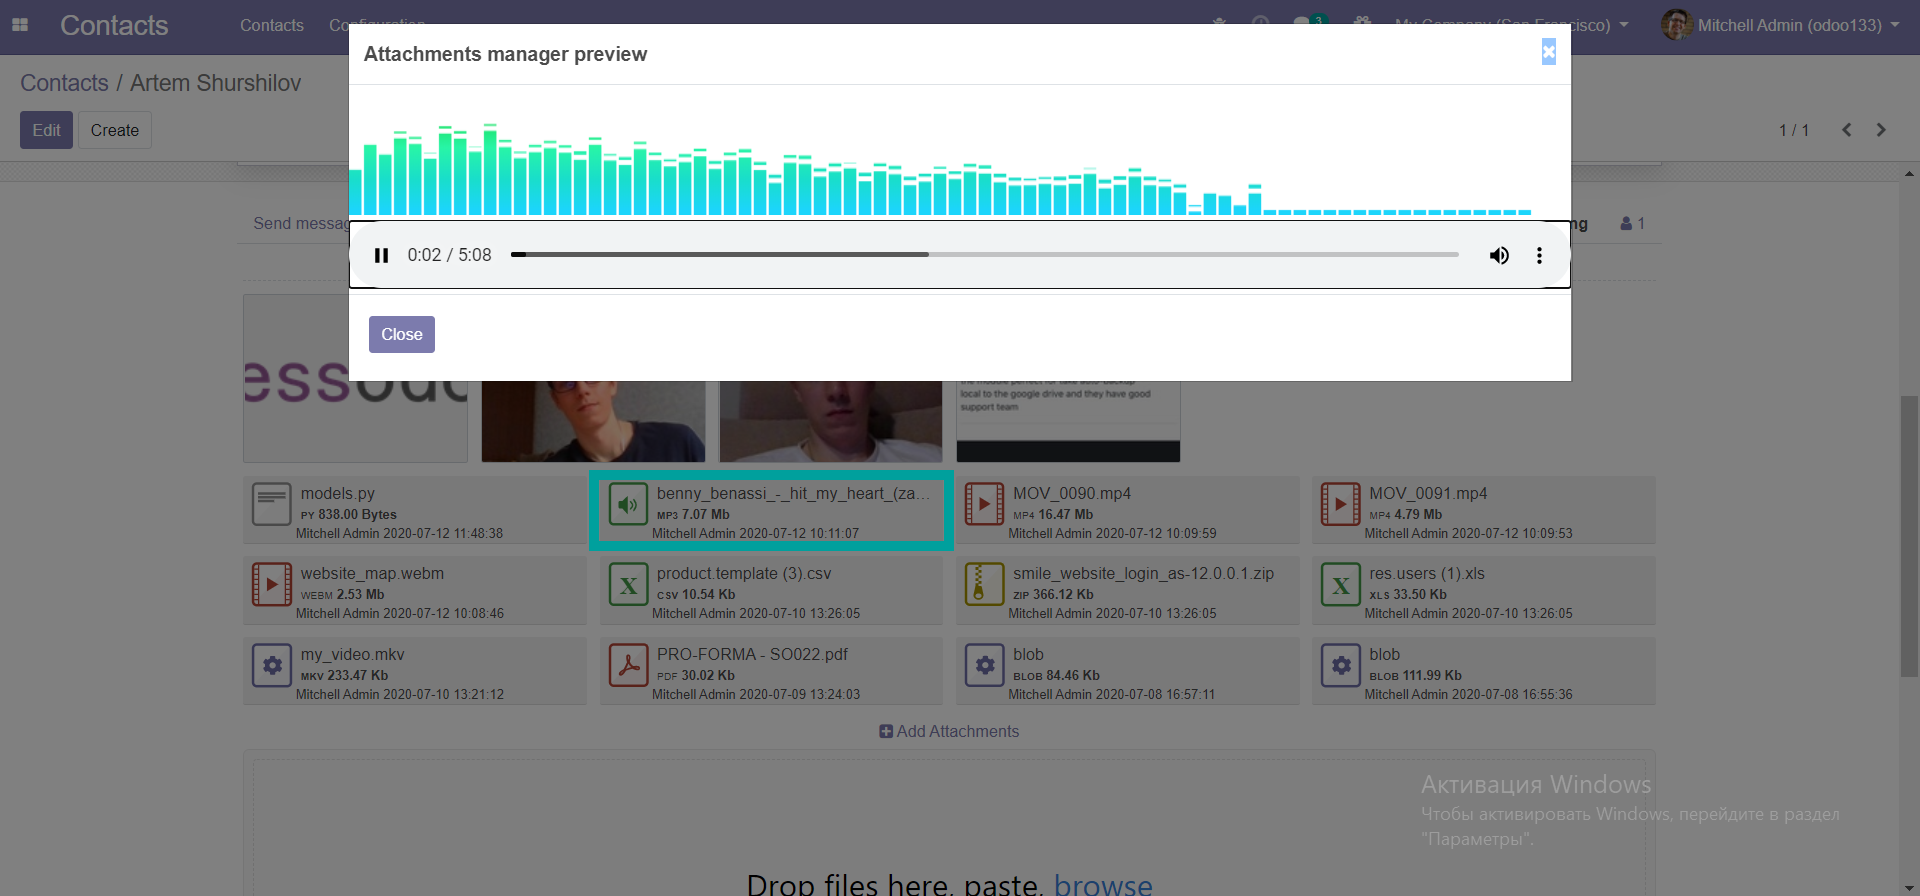 Contacts
Contacts
Configuration
3
My Company (San Francisco)
Mitchell Admin (odoo133)
Attachments manager preview
Contacts / Artem Shurshilov
Edit
Create
1 / 1
Send messag
ng
1
0:02 / 5:08
Close
local to the google drive and they have good
support team
models.py
PY 838.00 Bytes
Mitchell Admin 2020-07-12 11:48:38
benny_benassi_-_hit_my_heart_(za...
MP3 7.07 Mb
Mitchell Admin 2020-07-12 10:11:07
MOV_0090.mp4
MP4 16.47 Mb
Mitchell Admin 2020-07-12 10:09:59
MOV_0091.mp4
MP4 4.79 Mb
Mitchell Admin 2020-07-12 10:09:53
website_map.webm
WEBM 2.53 Mb
Mitchell Admin 2020-07-12 10:08:46
product.template (3).csv
CSV 10.54 Kb
Mitchell Admin 2020-07-10 13:26:05
smile_website_login_as-12.0.0.1.zip
ZIP 366.12 Kb
Mitchell Admin 2020-07-10 13:26:05
res.users (1).xls
XLS 33.50 Kb
Mitchell Admin 2020-07-10 13:26:05
my_video.mkv
MKV 233.47 Kb
Mitchell Admin 2020-07-10 13:21:12
PRO-FORMA - SO022.pdf
PDF 30.02 Kb
Mitchell Admin 2020-07-09 13:24:03
blob
BLOB 84.46 Kb
Mitchell Admin 2020-07-08 16:57:11
blob
BLOB 111.99 Kb
Mitchell Admin 2020-07-08 16:55:36
Add Attachments
Активация Windows
Чтобы активировать Windows, перейдите в раздел
"Параметры".
Drop files here, paste, browse